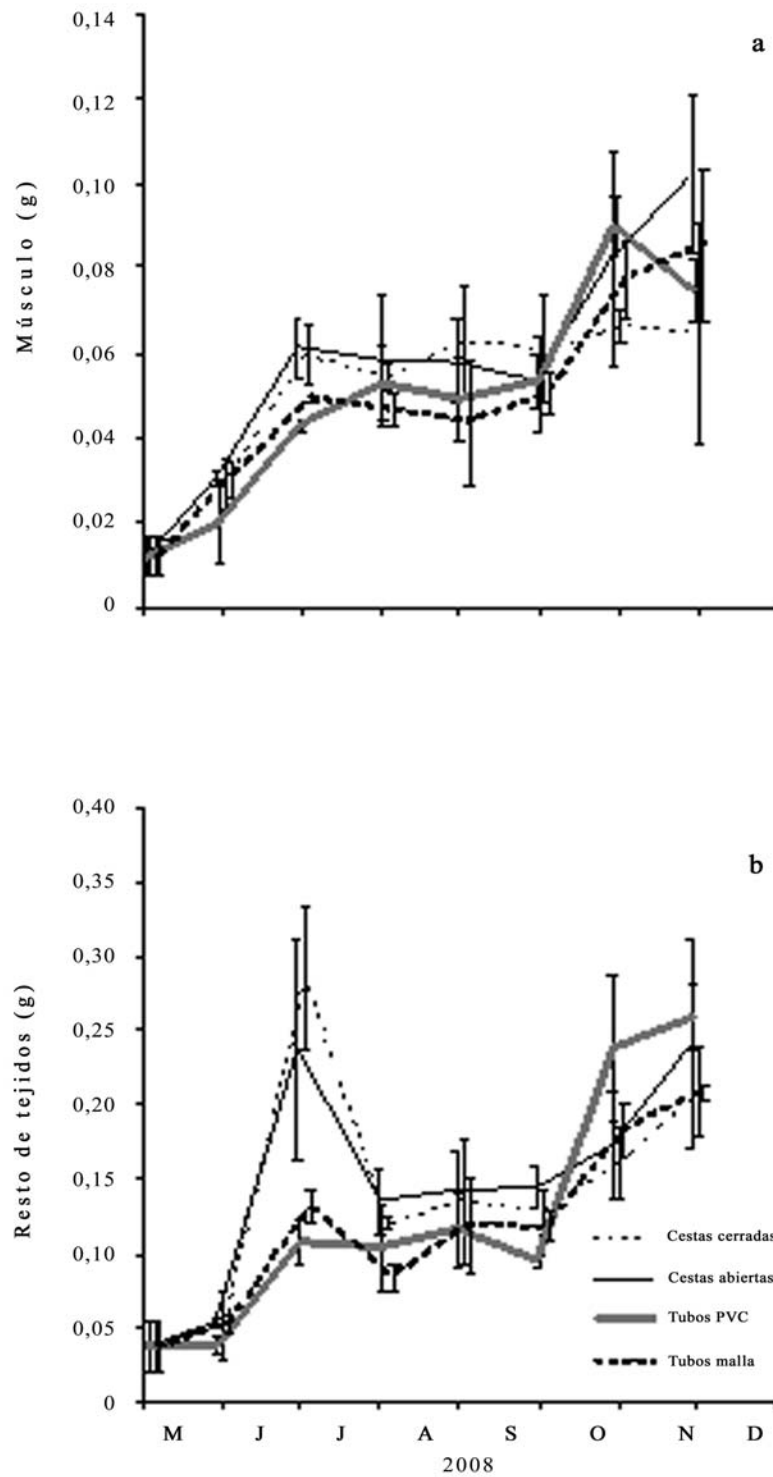 0,14
a
0,12
0,10
0,08
0,06
0,04
0,02
0
Músculo (g)
0,40
b
0,35
0,30
0,25
0,20
0,15
0,10
0,05
0
Resto de tejidos (g)
Cestas cerradas
Cestas abiertas
Tubos PVC
Tubos malla
M J J A S O N D
2008